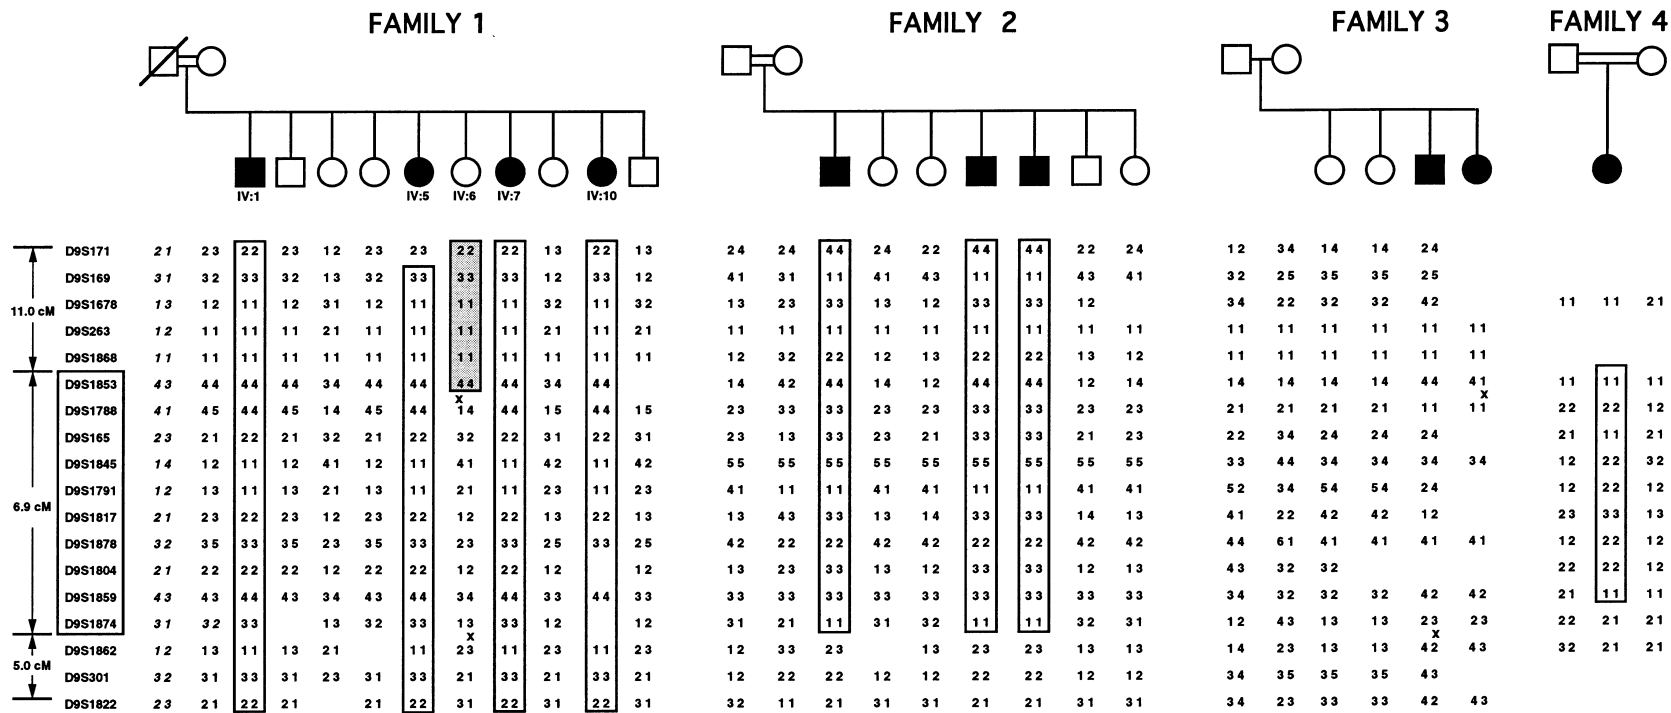 FAMILY 1 FAMILY 2 FAMILY 3 FAMILY 4
IV:1 IV:5 IV:6 IV:7 IV:10
D9S171 21 23 22 23 12 23 23 22 22 13 22 13 24 24 44 24 22 44 44 22 24 12 34 14 14 24
D9S169 31 32 33 32 13 32 33 33 33 12 33 12 41 31 11 41 43 11 11 43 41 32 25 35 35 25
11.0 cM D9S1678 13 12 11 12 31 12 11 11 11 32 11 32 13 23 33 13 12 33 33 12 34 22 32 32 42 11 11 21
D9S263 12 11 11 11 21 11 11 11 11 21 11 21 11 11 11 11 11 11 11 11 11 11 11 11 11 11 11
D9S1868 11 11 11 11 11 11 11 11 11 11 11 11 12 32 22 12 13 22 22 13 12 11 11 11 11 11 11
D9S1853 43 44 44 44 34 44 44 44 44 34 44 14 42 44 14 12 44 44 12 14 14 14 14 14 44 41 11 11 11
x x
D9S1788 41 45 44 45 14 45 44 14 44 15 44 15 23 33 33 23 23 33 33 23 23 21 21 21 21 11 11 22 22 12
D9S165 23 21 22 21 32 21 22 32 22 31 22 31 23 13 33 23 21 33 33 21 23 22 34 24 24 24 21 11 21
D9S1845 14 12 11 12 41 12 11 41 11 42 11 42 55 55 55 55 55 55 55 55 55 33 44 34 34 34 34 12 22 32
6.9 cM D9S1791 12 13 11 13 21 13 11 21 11 23 11 23 41 11 11 41 41 11 11 41 41 52 34 54 54 24 12 22 12
D9S1817 21 23 22 23 12 23 22 12 22 13 22 13 13 43 33 13 14 33 33 14 13 41 22 42 42 12 23 33 13
D9S1878 32 35 33 35 23 35 33 23 33 25 33 25 42 22 22 42 42 22 22 42 42 44 61 41 41 41 41 12 22 12
D9S1804 21 22 22 22 12 22 22 12 22 12 12 13 23 33 13 12 33 33 12 13 43 32 32 22 22 12
D9S1859 43 43 44 43 34 43 44 34 44 33 44 33 33 33 33 33 33 33 33 33 33 34 32 32 32 42 42 21 11 11
D9S1874 31 32 33 13 32 33 13 33 12 12 31 21 11 31 32 11 11 32 31 12 43 13 13 23 23 22 21 21
x x
D9S1862 12 13 11 13 21 11 23 11 23 11 23 12 33 23 13 23 23 13 13 14 23 13 13 42 43 32 21 21
5.0 cM
D9S301 32 31 33 31 23 31 33 21 33 21 33 21 12 22 22 12 12 22 22 12 12 34 35 35 35 43
D9S1822 23 21 22 21 21 22 31 22 31 22 31 32 11 21 31 31 21 21 31 31 34 23 33 33 42 43